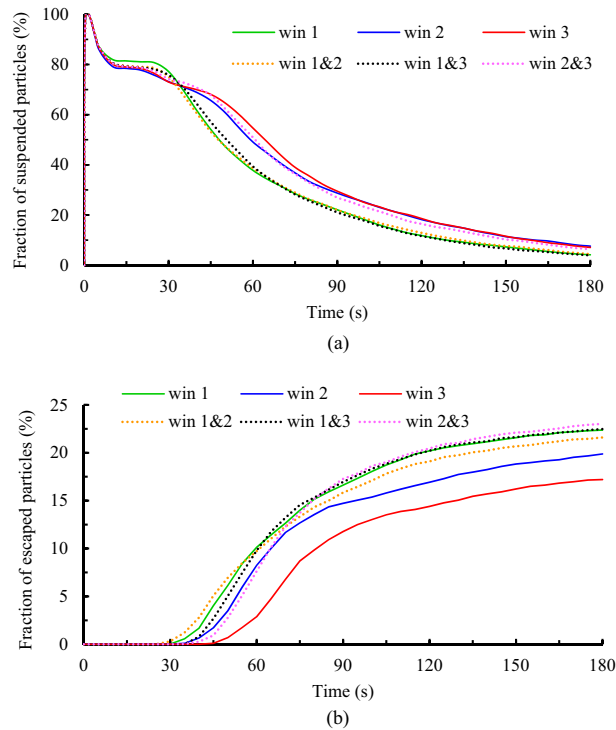 Fraction of suspended particles (%)
100
80
60
40
20
0
win 1 win 2 win 3
win 1&2 win 1&3 win 2&3
0 30 60 90 120 150 180
Time (s)
(a)
Fraction of escaped particles (%)
win 1 win 2 win 3
win 1&2 win 1&3 win 2&3
25
20
15
10
5
0
0 30 60 90 120 150 180
Time (s)
(b)